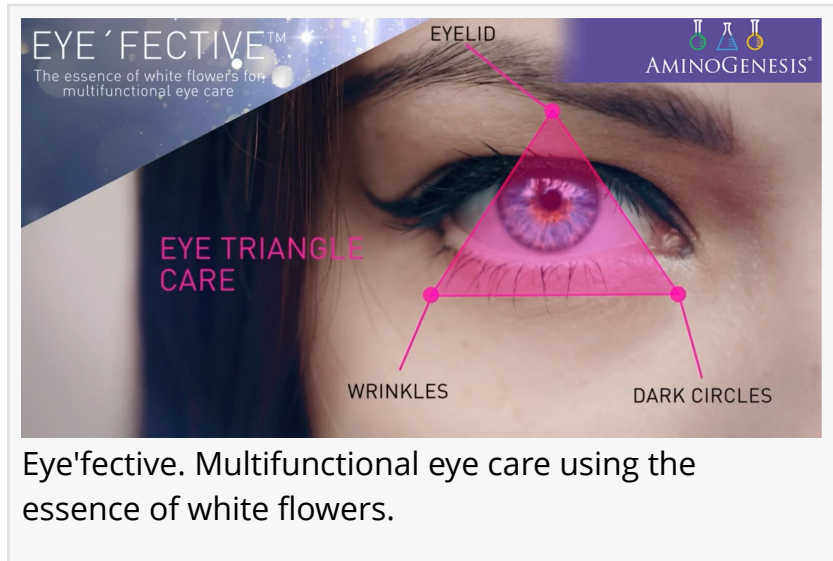 EYE´FECTIVE™
The essence of white flowers for
multifunctional eye care
EYELID
AMINOGENESIS®
EYE TRIANGLE
CARE
WRINKLES
DARK CIRCLES
Eye'fective. Multifunctional eye care using the
essence of white flowers.